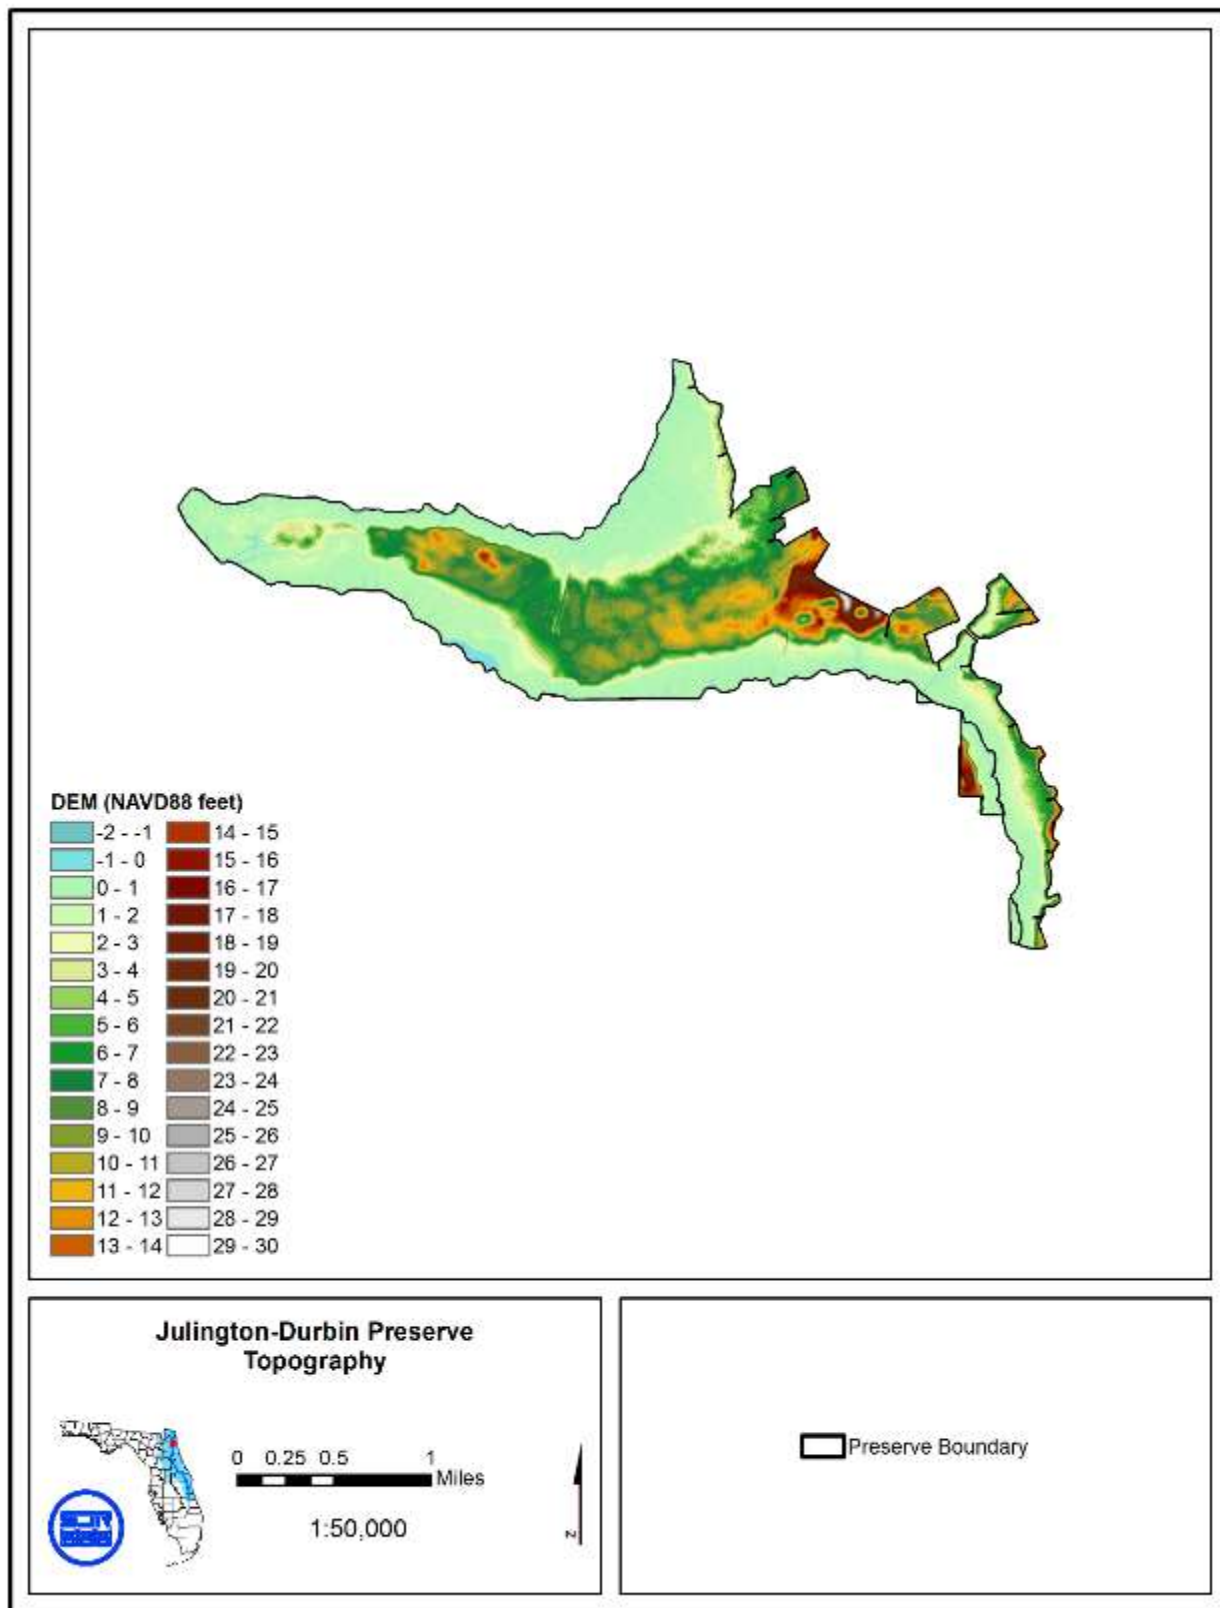 DEM (NAVD88 feet)
-2 - -1
-1 - 0
0 - 1
1 - 2
2 - 3
3 - 4
4 - 5
5 - 6
6 - 7
7 - 8
8 - 9
9 - 10
10 - 11
11 - 12
12 - 13
13 - 14
14 - 15
15 - 16
16 - 17
17 - 18
18 - 19
19 - 20
20 - 21
21 - 22
22 - 23
23 - 24
24 - 25
25 - 26
26 - 27
27 - 28
28 - 29
29 - 30
Julington-Durbin Preserve
Topography
0 0.25 0.5 1
Miles
1:50,000
Z
Preserve Boundary